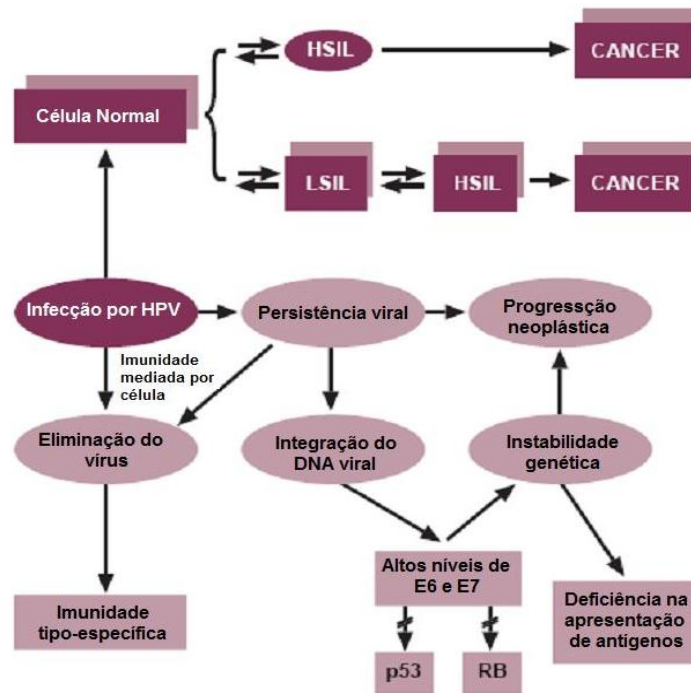 HSIL
CANCER
Célula Normal
LSIL
HSIL
CANCER
Infecção por HPV
Persistência viral
Progressção
neoplástica
Imunidade
mediada por
célula
Eliminação do
vírus
Integração do
DNA viral
Instabilidade
genética
Altos níveis de
E6 e E7
Imunidade
tipo-específica
Deficiência na
apresentação
de antígenos
p53
RB